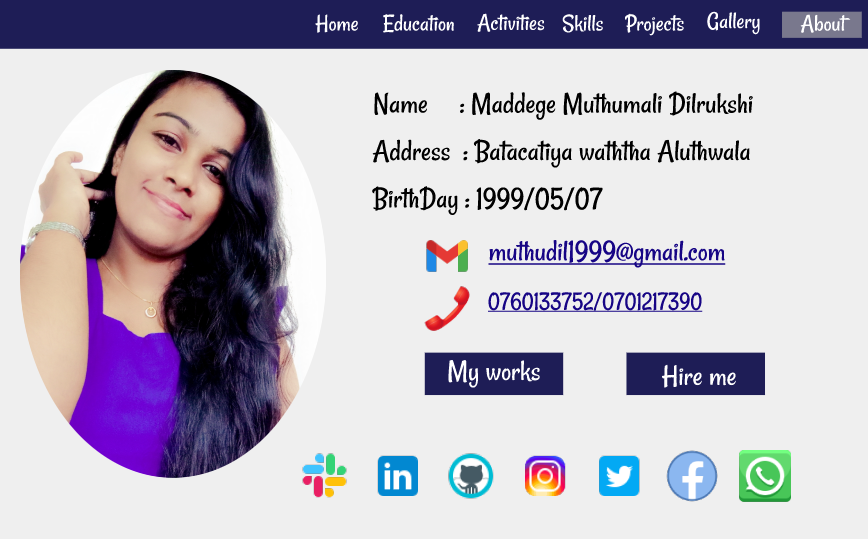 Home Education Activities Skills Projects Gallery About
Name : Maddege Muthumali Dilrukshi
Address : Batacatiya waththa Aluthwala
BirthDay : 1999/05/07
muthudil1999@gmail.com
0760133752/0701217390
My works Hire me
in